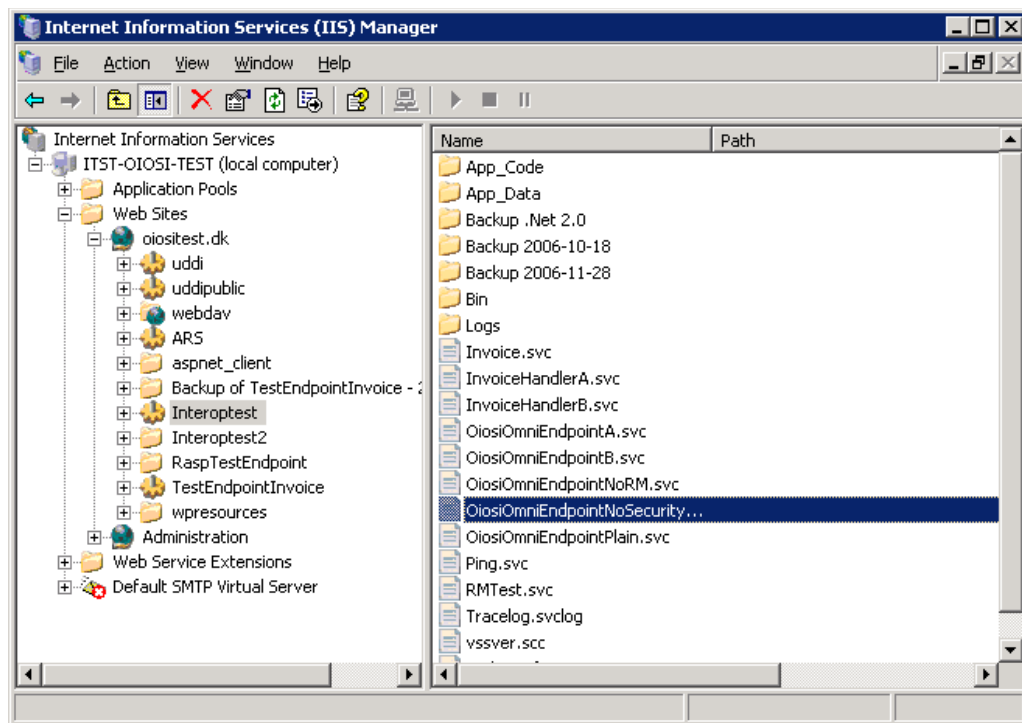 Internet Information Services (IIS) Manager
File Action View Window Help
Internet Information Services
ITST-OIOSI-TEST (local computer)
Application Pools
Web Sites
oiositest.dk
uddi
uddipublic
webdav
ARS
aspnet_client
Backup of TestEndpointInvoice - 2
Interoptest
Interoptest2
RaspTestEndpoint
TestEndpointInvoice
wpresources
Administration
Web Service Extensions
Default SMTP Virtual Server
Name Path
App_Code
App_Data
Backup .Net 2.0
Backup 2006-10-18
Backup 2006-11-28
Bin
Logs
Invoice.svc
InvoiceHandlerA.svc
InvoiceHandlerB.svc
OiosiOmniEndpointA.svc
OiosiOmniEndpointB.svc
OiosiOmniEndpointNoRM.svc
OiosiOmniEndpointNoSecurity...
OiosiOmniEndpointPlain.svc
Ping.svc
RMTest.svc
Tracelog.svclog
vssver.scc